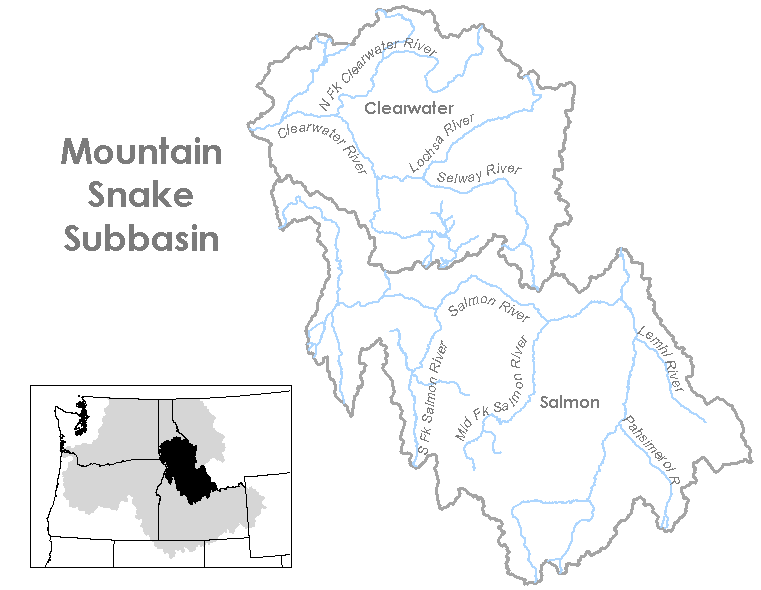 Mountain
Snake
Subbasin
N Fk Clearwater River
Clearwater
Clearwater River
Lochsa River
Selway River
Salmon River
Lemhi River
S Fk Salmon River
Mid Fk Salmon River
Salmon
Pahsimeroi R